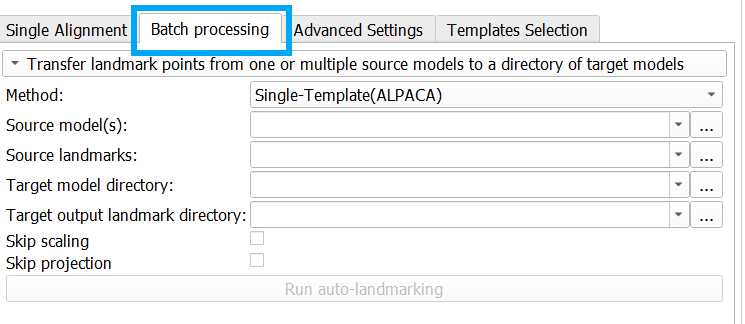 Single Alignment Batch processing Advanced Settings Templates Selection
Transfer landmark points from one or multiple source models to a directory of target models
Method: Single-Template(ALPACA)
Source model(s): ...
Source landmarks: ...
Target model directory: ...
Target output landmark directory: ...
Skip scaling
Skip projection
Run auto-landmarking